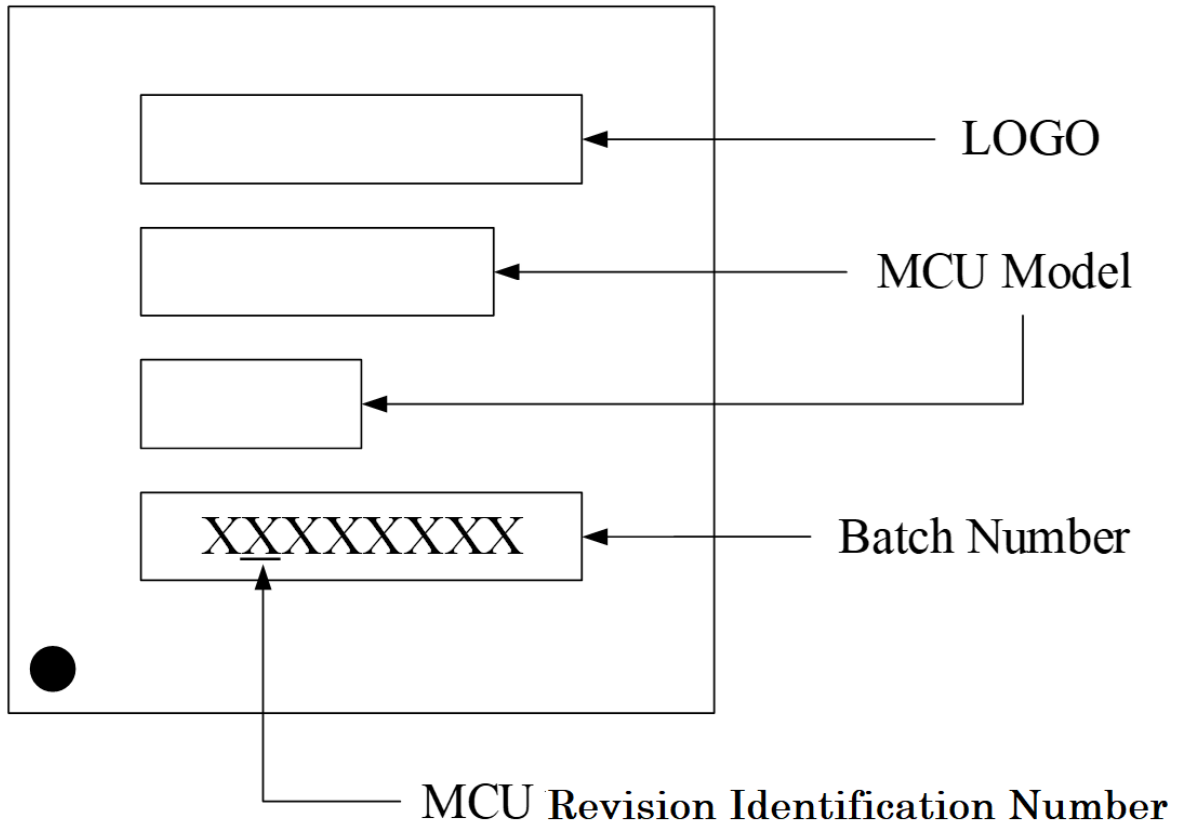 LOGO
MCU Model
XXXXXXXX
Batch Number
MCU Revision Identification Number